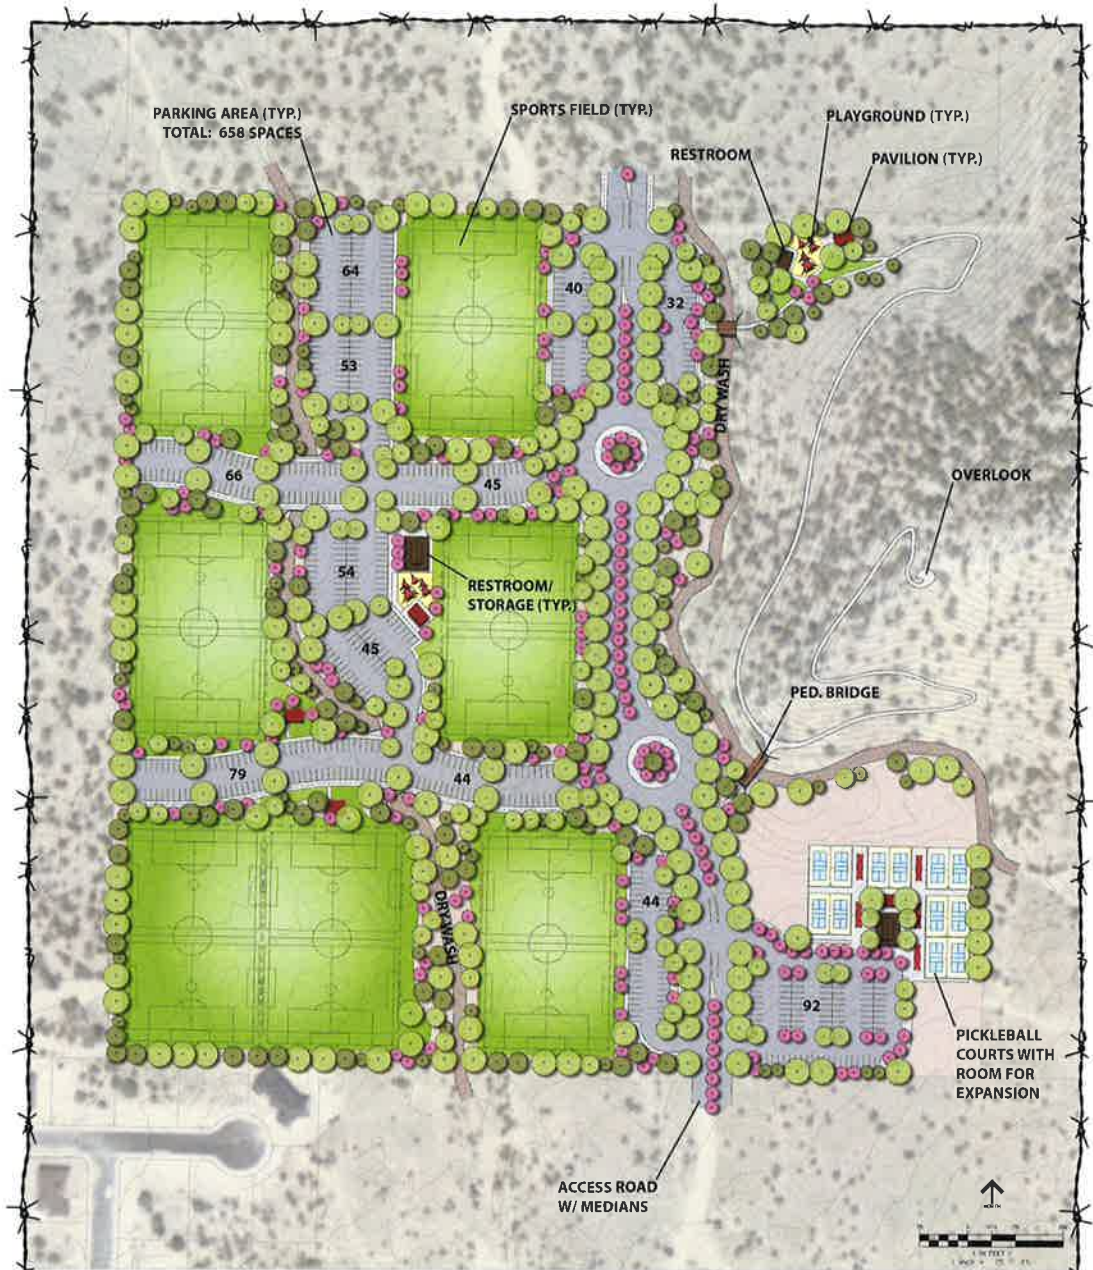 PARKING AREA (TYP.)
TOTAL: 658 SPACES
SPORTS FIELD (TYP.)
PLAYGROUND (TYP.)
RESTROOM
PAVILION (TYP.)
64
40
32
53
DRY WASH
66
45
OVERLOOK
54
RESTROOM/
STORAGE (TYP.)
45
PED. BRIDGE
79
44
44
DRY WASH
92
PICKLEBALL
COURTS WITH
ROOM FOR
EXPANSION
ACCESS ROAD
W/ MEDIANS
NORTH